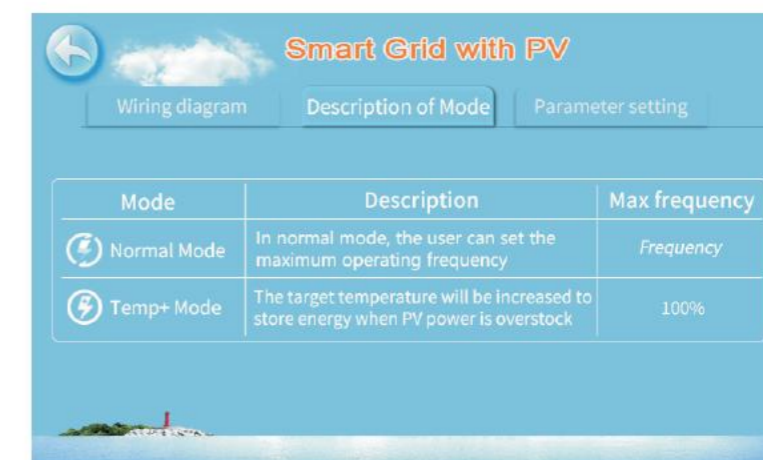 Smart Grid with PV
Wiring diagram
Description of Mode
Parameter setting
Mode
Description
Max frequency
Normal Mode
In normal mode, the user can set the
maximum operating frequency
Frequency
Temp+ Mode
The target temperature will be increased to
store energy when PV power is overstock
100%